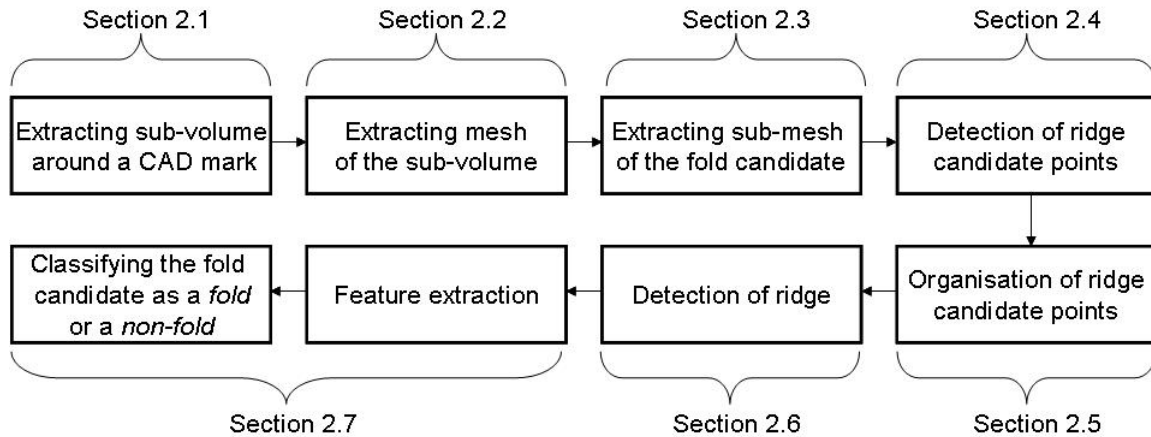 Section 2.1
Section 2.2
Section 2.3
Section 2.4
Extracting sub-volume
around a CAD mark
Extracting mesh
of the sub-volume
Extracting sub-mesh
of the fold candidate
Detection of ridge
candidate points
Organisation of ridge
candidate points
Detection of ridge
Feature extraction
Classifying the fold
candidate as a fold
or a non-fold
Section 2.7
Section 2.6
Section 2.5